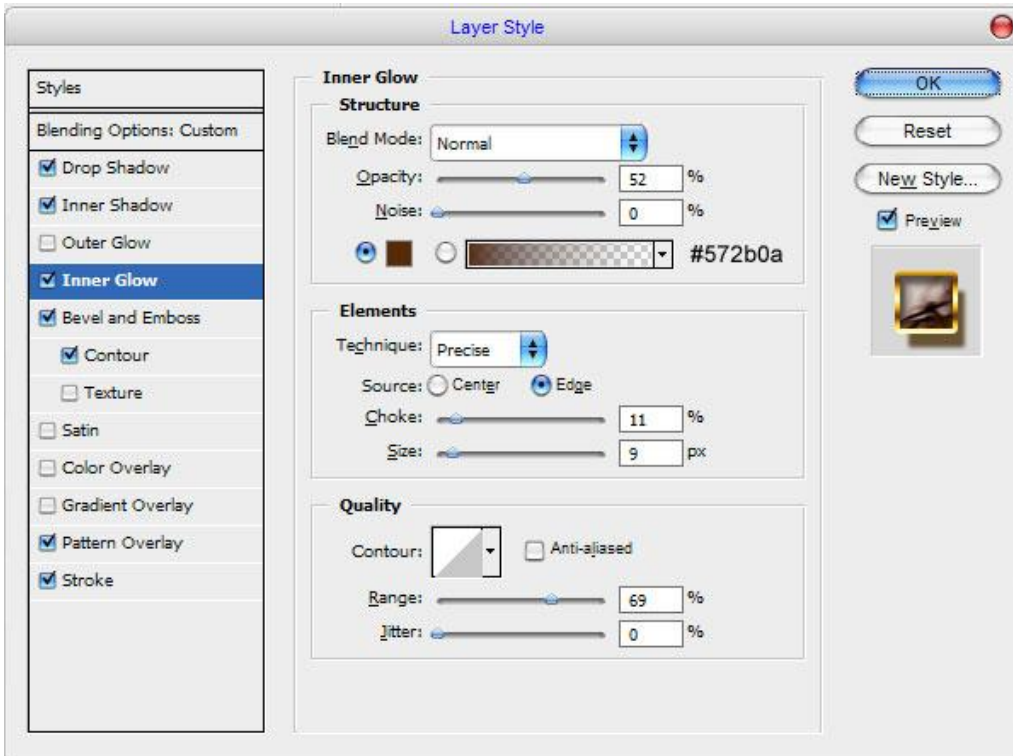 Layer Style
Styles
Blending Options: Custom
Drop Shadow
Inner Shadow
Outer Glow
Inner Glow
Bevel and Emboss
Contour
Texture
Satin
Color Overlay
Gradient Overlay
Pattern Overlay
Stroke
Inner Glow
Structure
Blend Mode: Normal
Opacity: 52 %
Noise: 0 %
#572b0a
Elements
Technique: Precise
Source: Center Edge
Choke: 11 %
Size: 9 px
Quality
Contour: Anti-aliased
Range: 69 %
Jitter: 0 %
OK
Reset
New Style...
Preview